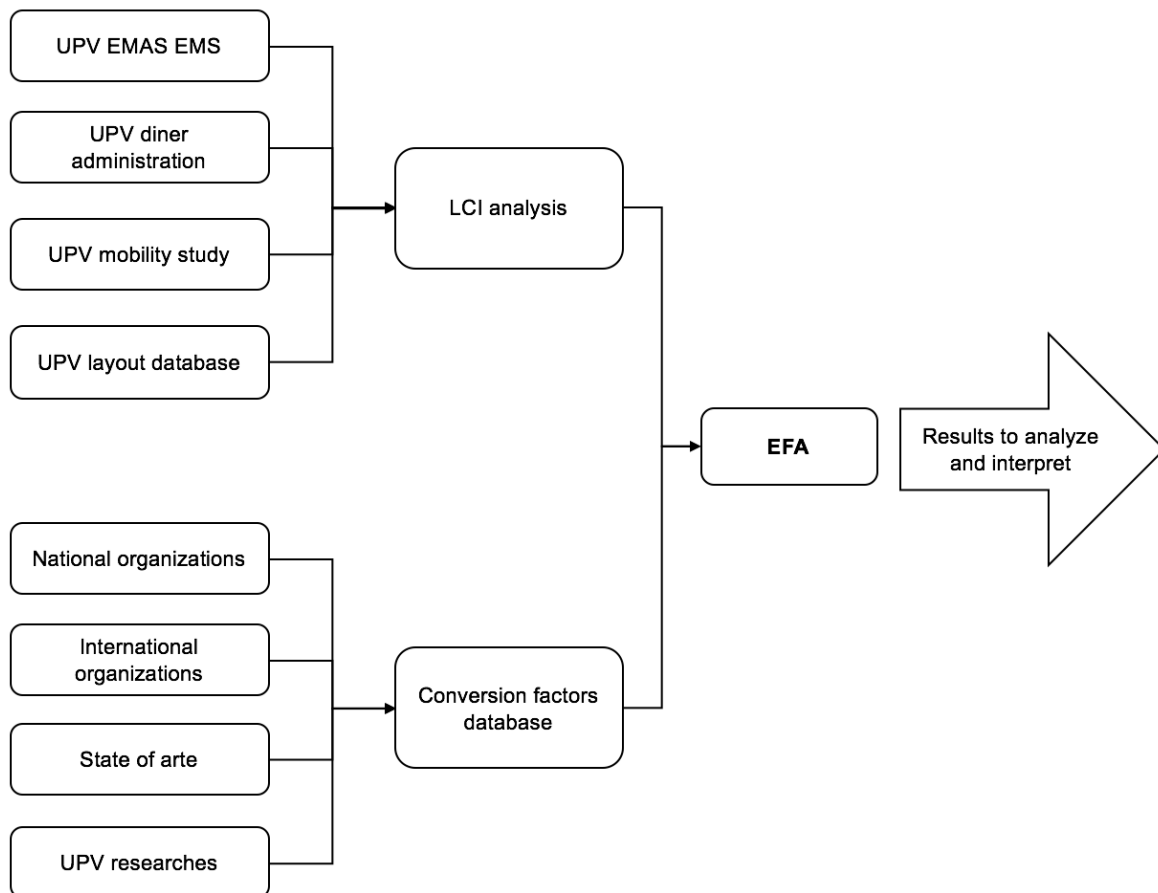 UPV EMAS EMS
UPV diner
administration
UPV mobility study
UPV layout database
LCI analysis
National organizations
International
organizations
State of arte
UPV researches
Conversion factors
database
EFA
Results to analyze
and interpret